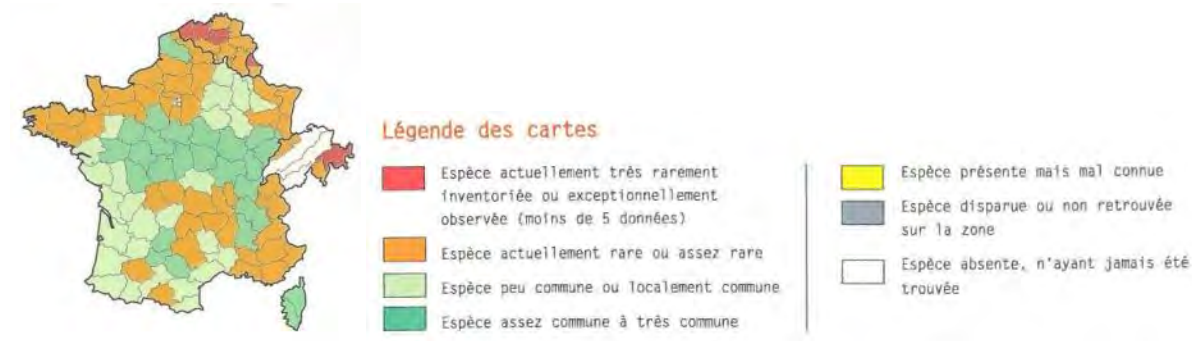 Légende des cartes
Espèce actuellement très rarement
inventoriée ou exceptionnellement
observée (moins de 5 données)
Espèce actuellement rare ou assez rare
Espèce peu commune ou localement commune
Espèce assez commune à très commune
Espèce présente mais mal connue
Espèce disparue ou non retrouvée
sur la zone
Espèce absente, n'ayant jamais été
trouvée